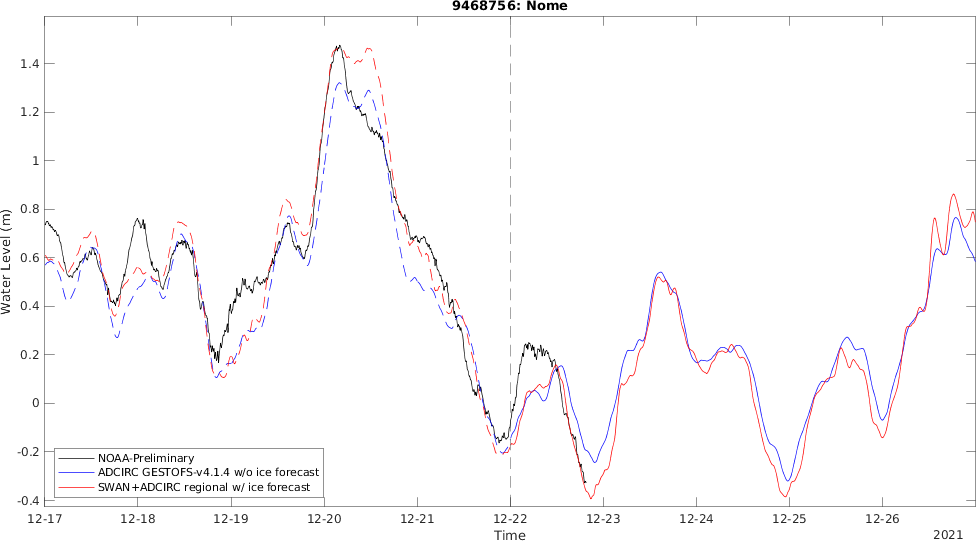 9468756: Nome
1.4
1.2
1
0.8
0.6
0.4
0.2
0
-0.2
-0.4
Water Level (m)
NOAA-Preliminary
ADCIRC GESTOFS-v4.1.4 w/o ice forecast
SWAN+ADCIRC regional w/ ice forecast
12-17 12-18 12-19 12-20 12-21 12-22 12-23 12-24 12-25 12-26
Time
2021